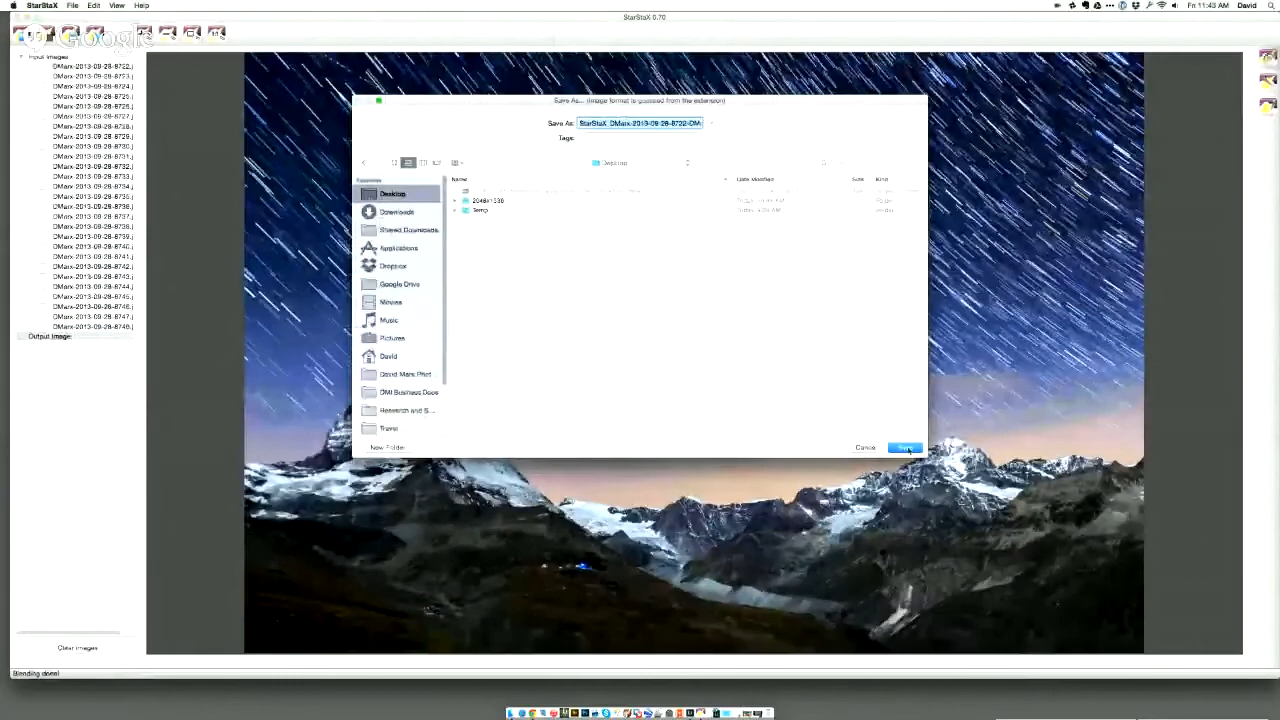 StarStaX File Edit View Help
Fri 11:43 AM David
StarStaX 0.70
Google
Input Images
DMarx-2013-09-28-8722.j
DMarx-2013-09-28-8723.j
DMarx-2013-09-28-8724.j
DMarx-2013-09-28-8725.j
DMarx-2013-09-28-8726.j
DMarx-2013-09-28-8727.j
DMarx-2013-09-28-8728.j
DMarx-2013-09-28-8729.j
DMarx-2013-09-28-8730.j
DMarx-2013-09-28-8731.j
DMarx-2013-09-28-8732.j
DMarx-2013-09-28-8733.j
DMarx-2013-09-28-8734.j
DMarx-2013-09-28-8735.j
DMarx-2013-09-28-8736.j
DMarx-2013-09-28-8737.j
DMarx-2013-09-28-8738.j
DMarx-2013-09-28-8739.j
DMarx-2013-09-28-8740.j
DMarx-2013-09-28-8741.j
DMarx-2013-09-28-8742.j
DMarx-2013-09-28-8743.j
DMarx-2013-09-28-8744.j
DMarx-2013-09-28-8745.j
DMarx-2013-09-28-8746.j
DMarx-2013-09-28-8747.j
DMarx-2013-09-28-8748.j
Output Image:
Clear images
Blending done!
Save As... (image format is guessed from the extension)
Save As: StarStaX_DMarx-2013-09-28-8722-DM
Tags:
Desktop
Favorites
Desktop
Downloads
Shared Downloads
Applications
Dropbox
Google Drive
Movies
Music
Pictures
David
David Marx Phot
DMI Business Docs
Research and S...
Travel
Name Date Modified Size Kind
2048x1536
Temp
New Folder Cancel Save